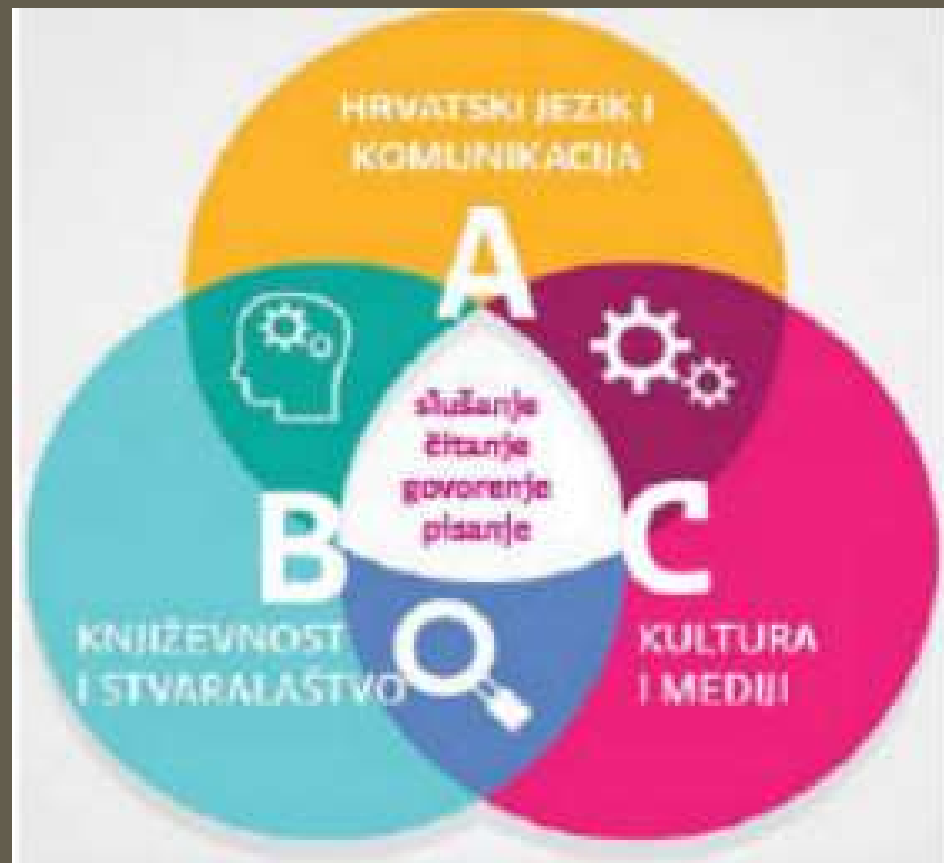 HRVATSKI JEZIK I
KOMUNIKACIJA
A
slušanje
čitanje
govorenje
pisanje
B
C
KNJIŽEVNOST
I STVARALAŠTVO
KULTURA
I MEDIJI